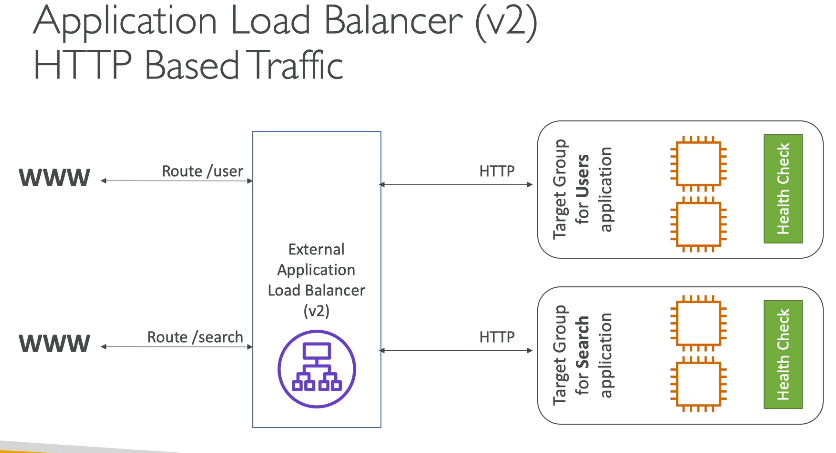 Application Load Balancer (v2)
HTTP Based Traffic
WWW
Route /user
HTTP
Target Group
for Users
application
Health Check
External
Application
Load Balancer
(v2)
WWW
Route /search
HTTP
Target Group
for Search
application
Health Check